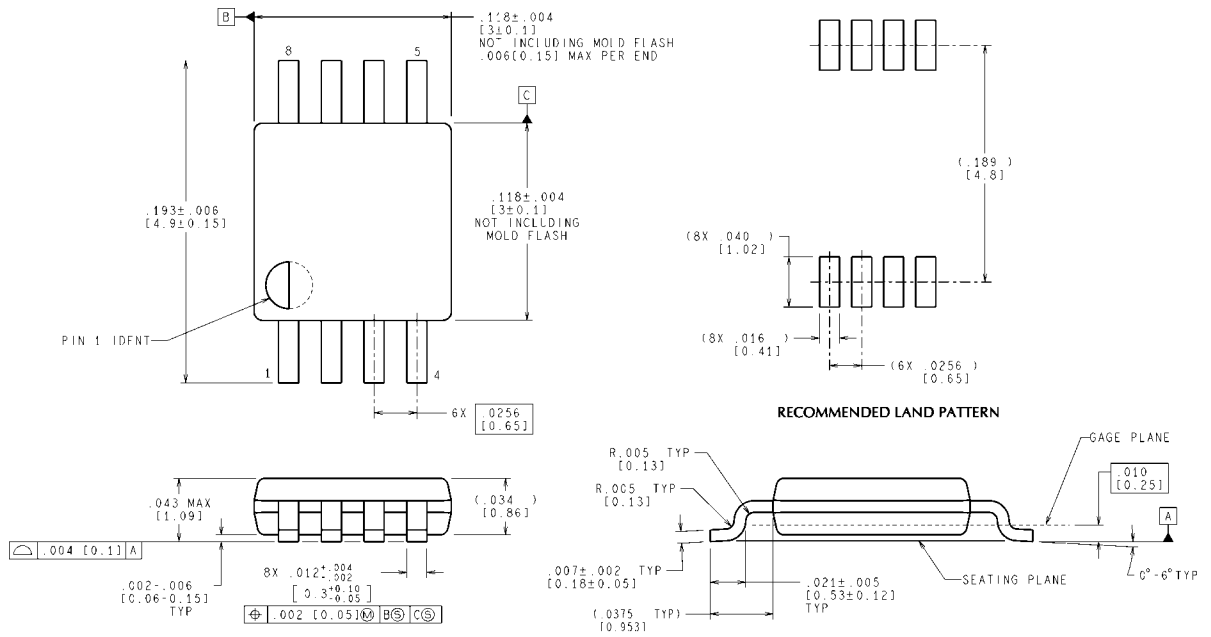 B
.118±.004
[3±0.1]
NOT INCLUDING MOLD FLASH
.006[0.15] MAX PER END
8
5
C
.193±.006
[4.9±0.15]
.118±.004
[3±0.1]
NOT INCLUDING
MOLD FLASH
PIN 1 IDENT
1
4
6X .0256
[0.65]
(.189 )
[4.8]
(8X .040 )
[1.02]
(8X .016 )
[0.41]
(6X .0256 )
[0.65]
RECOMMENDED LAND PATTERN
.043 MAX
[1.09]
(.034 )
[0.86]
⌓ .004 [0.1] A
.002-.006
[0.06-0.15]
TYP
8X .012 +.004 -.002
[ 0.3 +0.10 -0.05 ]
⌖ .002 [0.05]Ⓜ BⓈ CⓈ
R.005 TYP
[0.13]
R.005 TYP
[0.13]
GAGE PLANE
.010
[0.25]
A
0°-6° TYP
SEATING PLANE
.007±.002 TYP
[0.18±0.05]
.021±.005
[0.53±0.12]
TYP
(.0375 TYP)
[0.953]